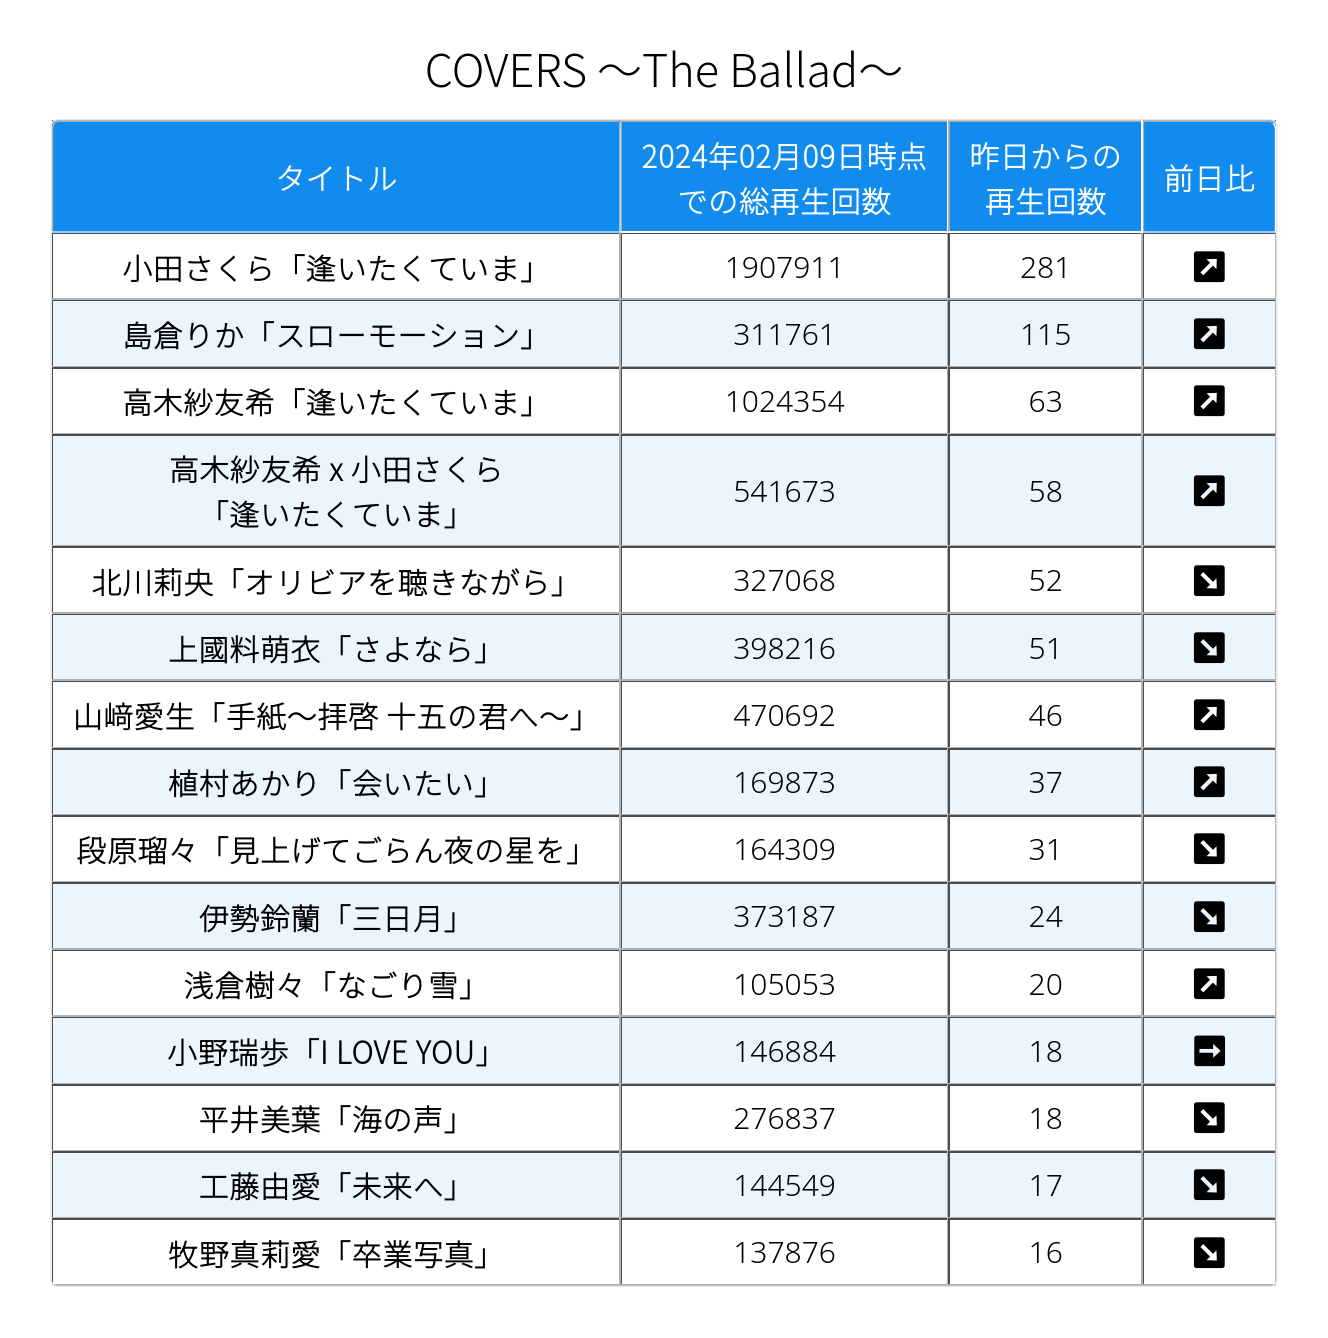 COVERS ～The Ballad～
タイトル
2024年02月09日時点
での総再生回数
昨日からの
再生回数
前日比
小田さくら「逢いたくていま」 1907911 281 ↗
島倉りか「スローモーション」 311761 115 ↗
高木紗友希「逢いたくていま」 1024354 63 ↗
高木紗友希 x 小田さくら
「逢いたくていま」 541673 58 ↗
北川莉央「オリビアを聴きながら」 327068 52 ↘
上國料萌衣「さよなら」 398216 51 ↘
山﨑愛生「手紙～拝啓 十五の君へ～」 470692 46 ↗
植村あかり「会いたい」 169873 37 ↗
段原瑠々「見上げてごらん夜の星を」 164309 31 ↘
伊勢鈴蘭「三日月」 373187 24 ↘
浅倉樹々「なごり雪」 105053 20 ↗
小野瑞歩「I LOVE YOU」 146884 18 →
平井美葉「海の声」 276837 18 ↘
工藤由愛「未来へ」 144549 17 ↘
牧野真莉愛「卒業写真」 137876 16 ↘